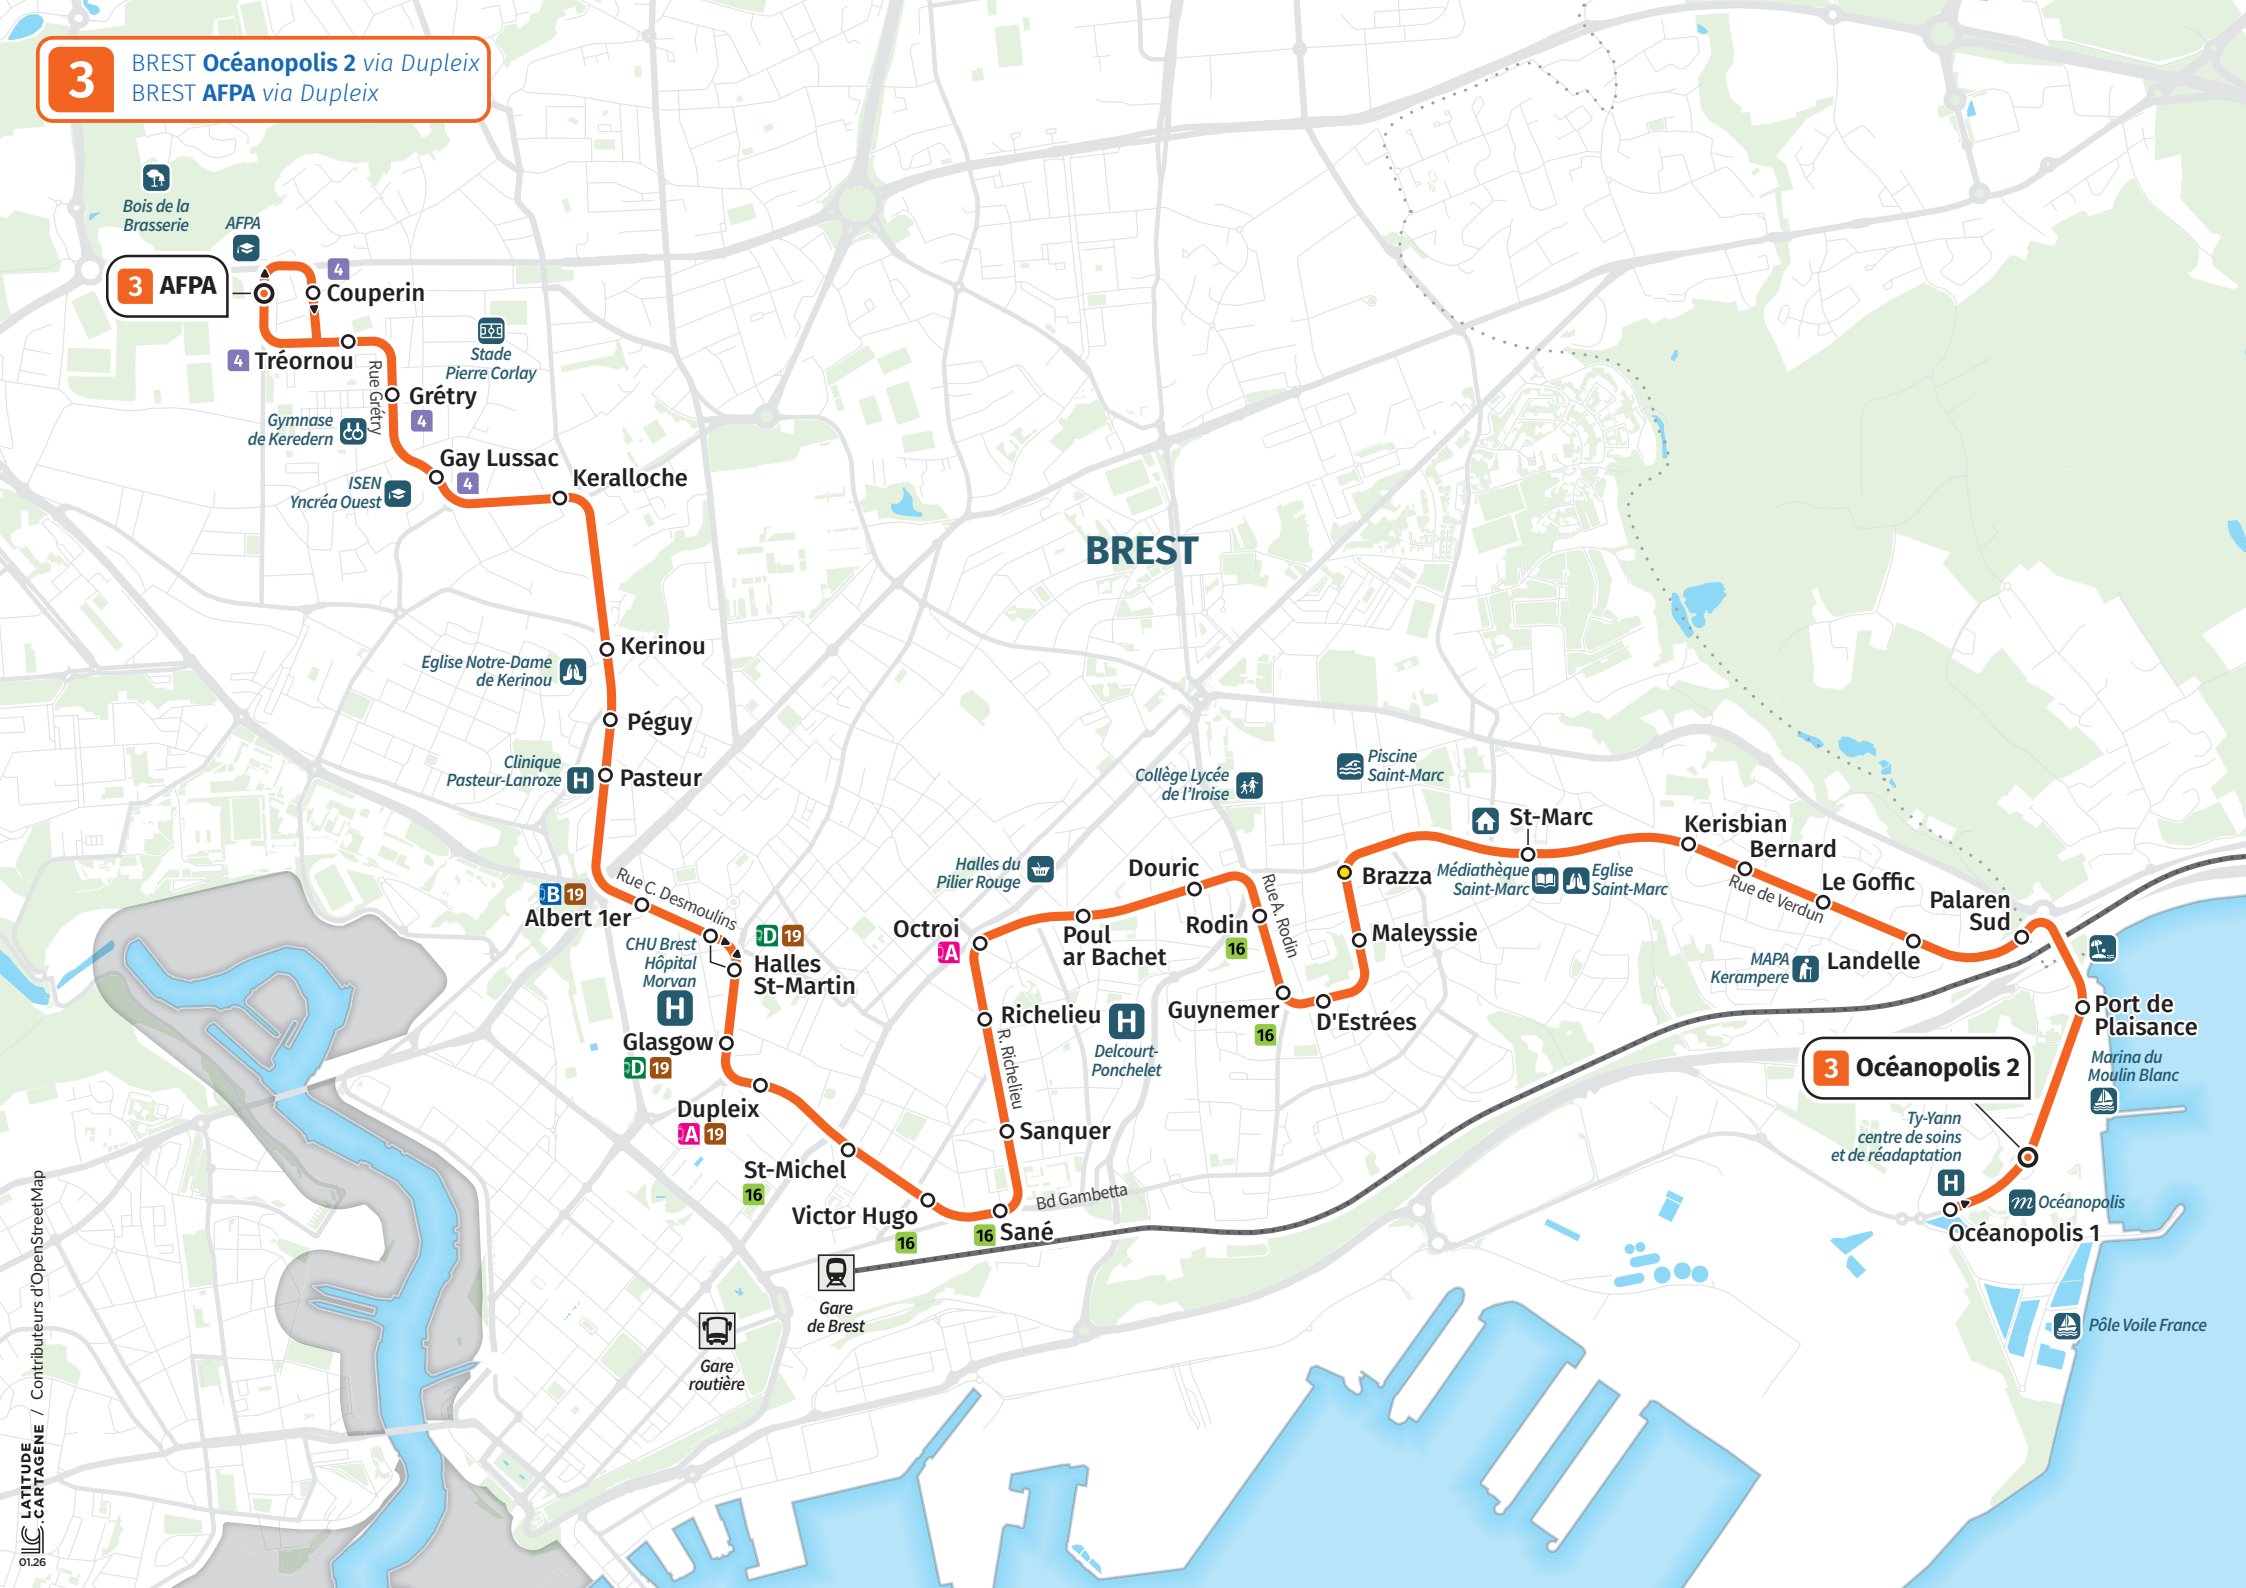 3
BREST Océanopolis 2 via Dupleix
BREST AFPA via Dupleix
Bois de la
Brasserie
AFPA
3 AFPA
4
Couperin
4 Tréornou
Rue Grétry
Stade
Pierre Corlay
Grétry
4
Gymnase
de Keredern
Gay Lussac
4
ISEN
Yncréa Ouest
Keralloche
BREST
Kerinou
Eglise Notre-Dame
de Kerinou
Péguy
Clinique
Pasteur-Lanroze H
Pasteur
Rue C. Desmoulins
B 19
Albert 1er
D 19
Halles
St-Martin
CHU Brest
Hôpital
Morvan
H
Glasgow
D 19
Dupleix
A 19
St-Michel
16
Victor Hugo
16
16 Sané
Bd Gambetta
Sanquer
R. Richelieu
Richelieu
H
Delcourt-
Ponchelet
Octroi
A
Halles du
Pilier Rouge
Poul
ar Bachet
Douric
Collège Lycée
de l'Iroise
Rodin
16
Rue A. Rodin
Guynemer
16
D'Estrées
Maleyssie
Brazza
Piscine
Saint-Marc
St-Marc
Médiathèque
Saint-Marc
Eglise
Saint-Marc
Kerisbian
Bernard
Rue de Verdun
Le Goffic
Landelle
MAPA
Kerampere
Palaren
Sud
Port de
Plaisance
Marina du
Moulin Blanc
3 Océanopolis 2
Ty-Yann
centre de soins
et de réadaptation
H
m Océanopolis
Océanopolis 1
Pôle Voile France
Gare
de Brest
Gare
routière
LC LATITUDE
CARTAGÈNE / Contributeurs d'OpenStreetMap
01.26